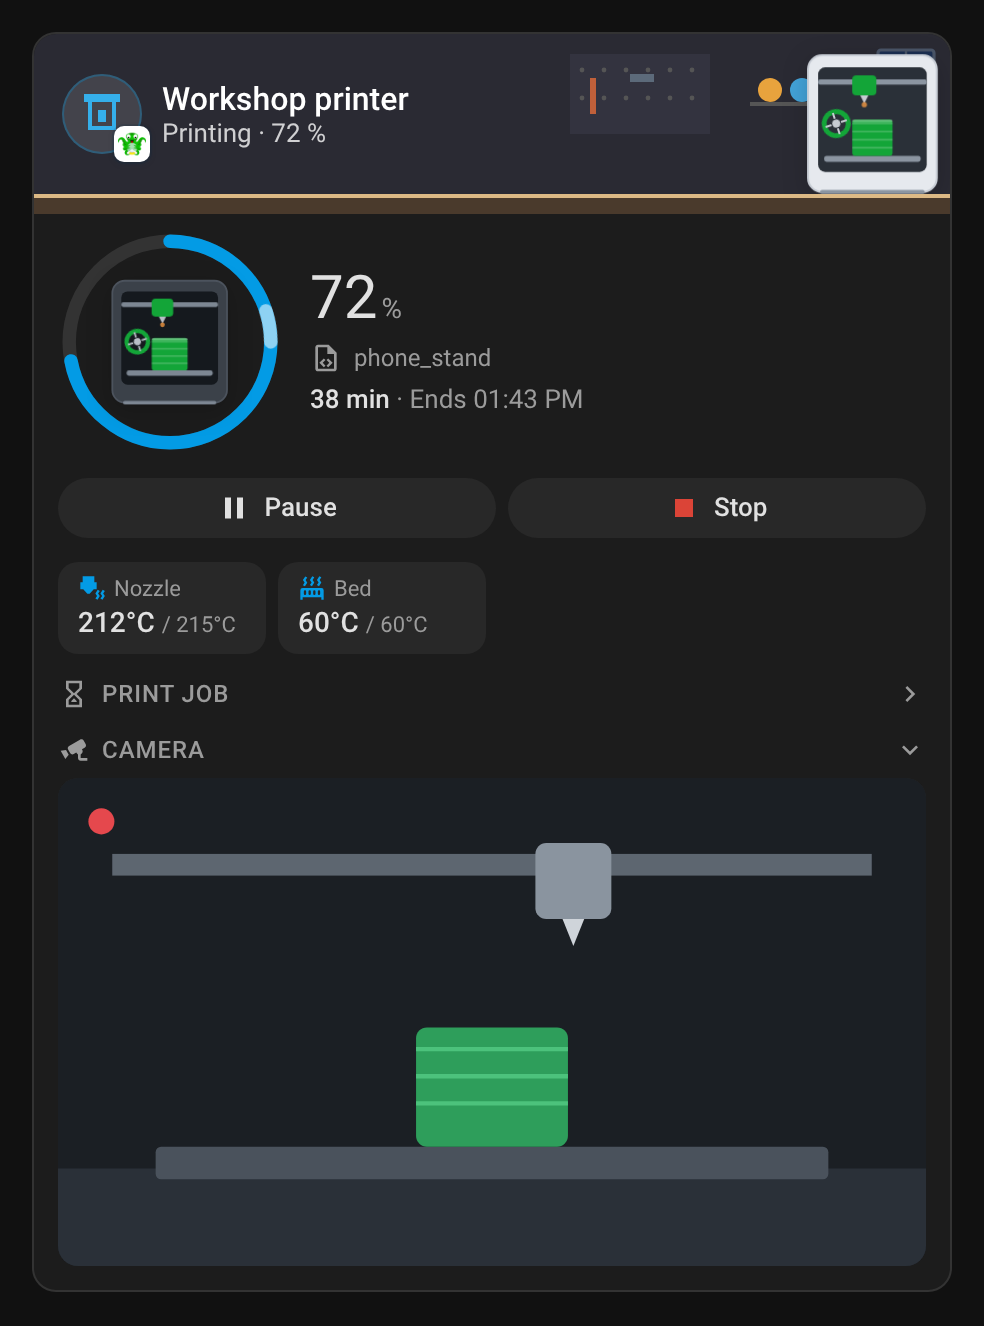 Workshop printer
Printing · 72 %
72 %
phone_stand
38 min · Ends 01:43 PM
Pause
Stop
Nozzle
212°C / 215°C
Bed
60°C / 60°C
PRINT JOB
CAMERA